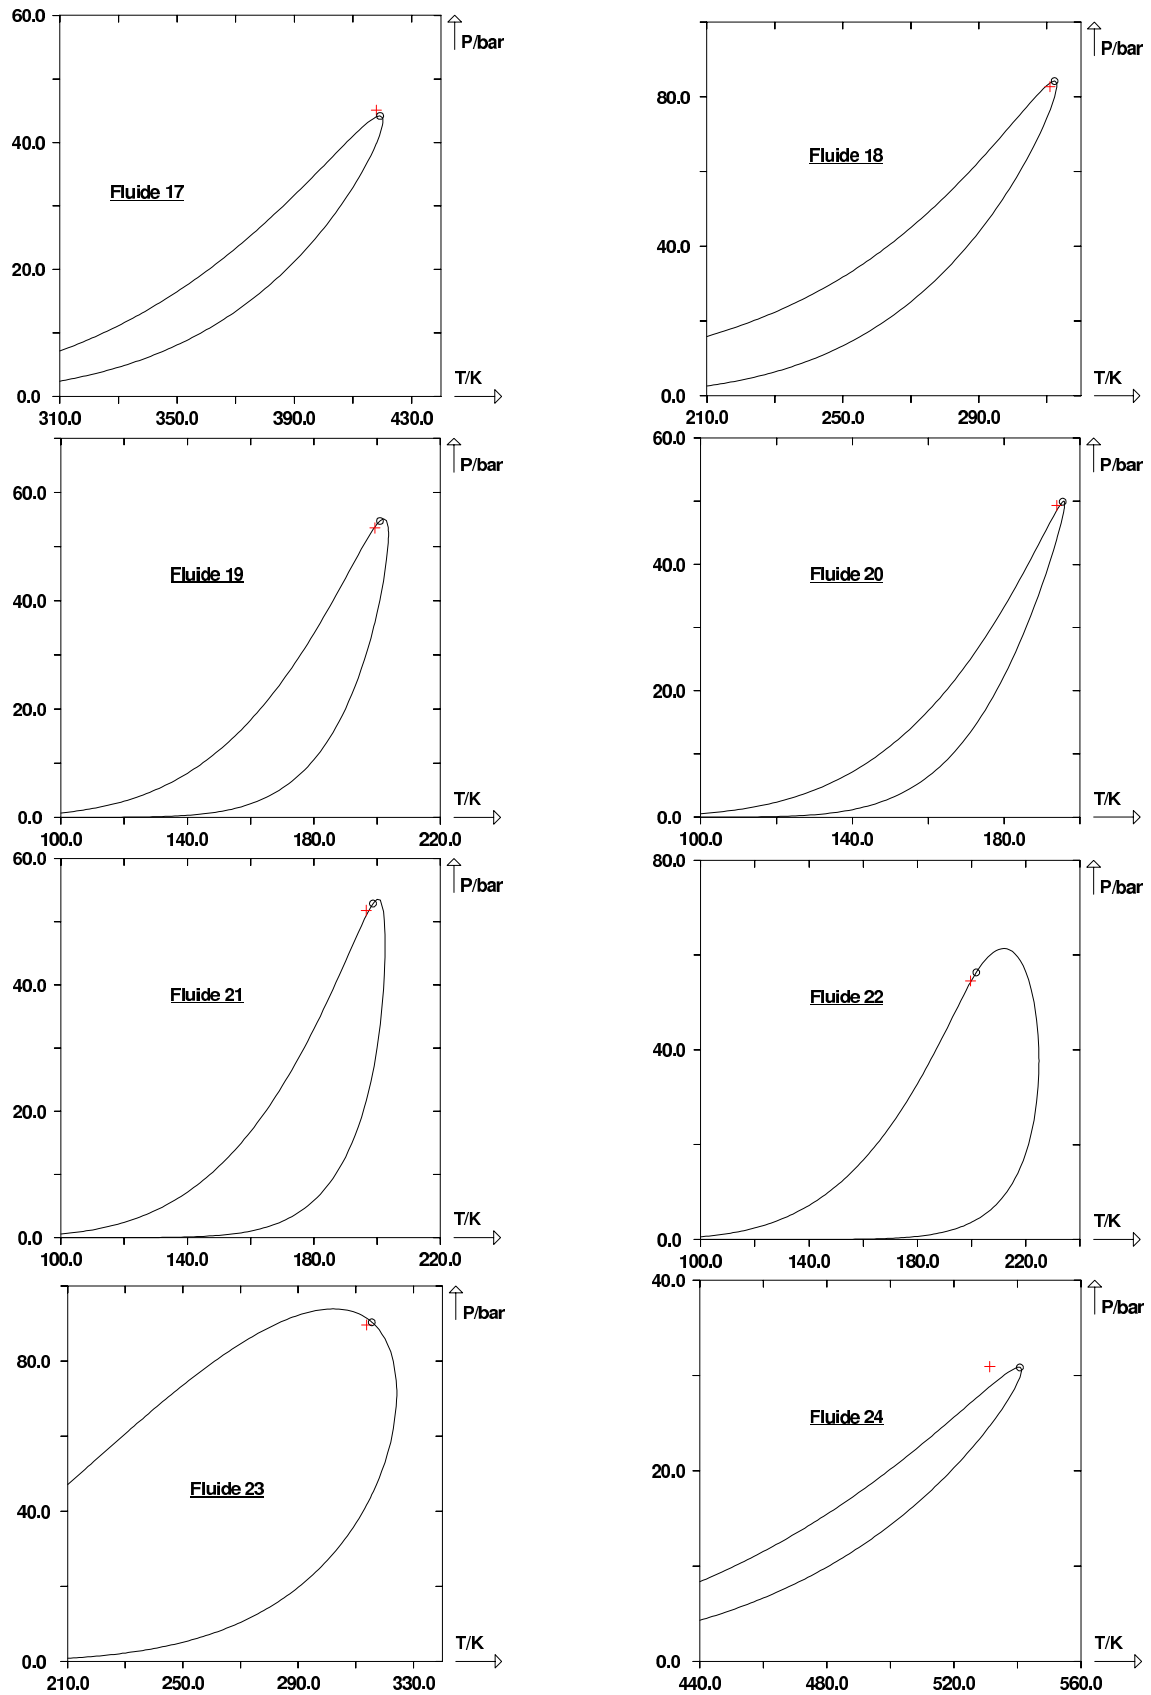 60.0
P/bar
40.0
Fluide 17
20.0
T/K
0.0
310.0 350.0 390.0 430.0
P/bar
80.0
Fluide 18
40.0
T/K
0.0
210.0 250.0 290.0
P/bar
60.0
Fluide 19
40.0
20.0
T/K
0.0
100.0 140.0 180.0 220.0
60.0
P/bar
40.0
Fluide 20
20.0
T/K
0.0
100.0 140.0 180.0
60.0
P/bar
40.0
Fluide 21
20.0
T/K
0.0
100.0 140.0 180.0 220.0
80.0
P/bar
Fluide 22
40.0
T/K
0.0
100.0 140.0 180.0 220.0
P/bar
80.0
Fluide 23
40.0
T/K
0.0
210.0 250.0 290.0 330.0
40.0
P/bar
Fluide 24
20.0
T/K
0.0
440.0 480.0 520.0 560.0